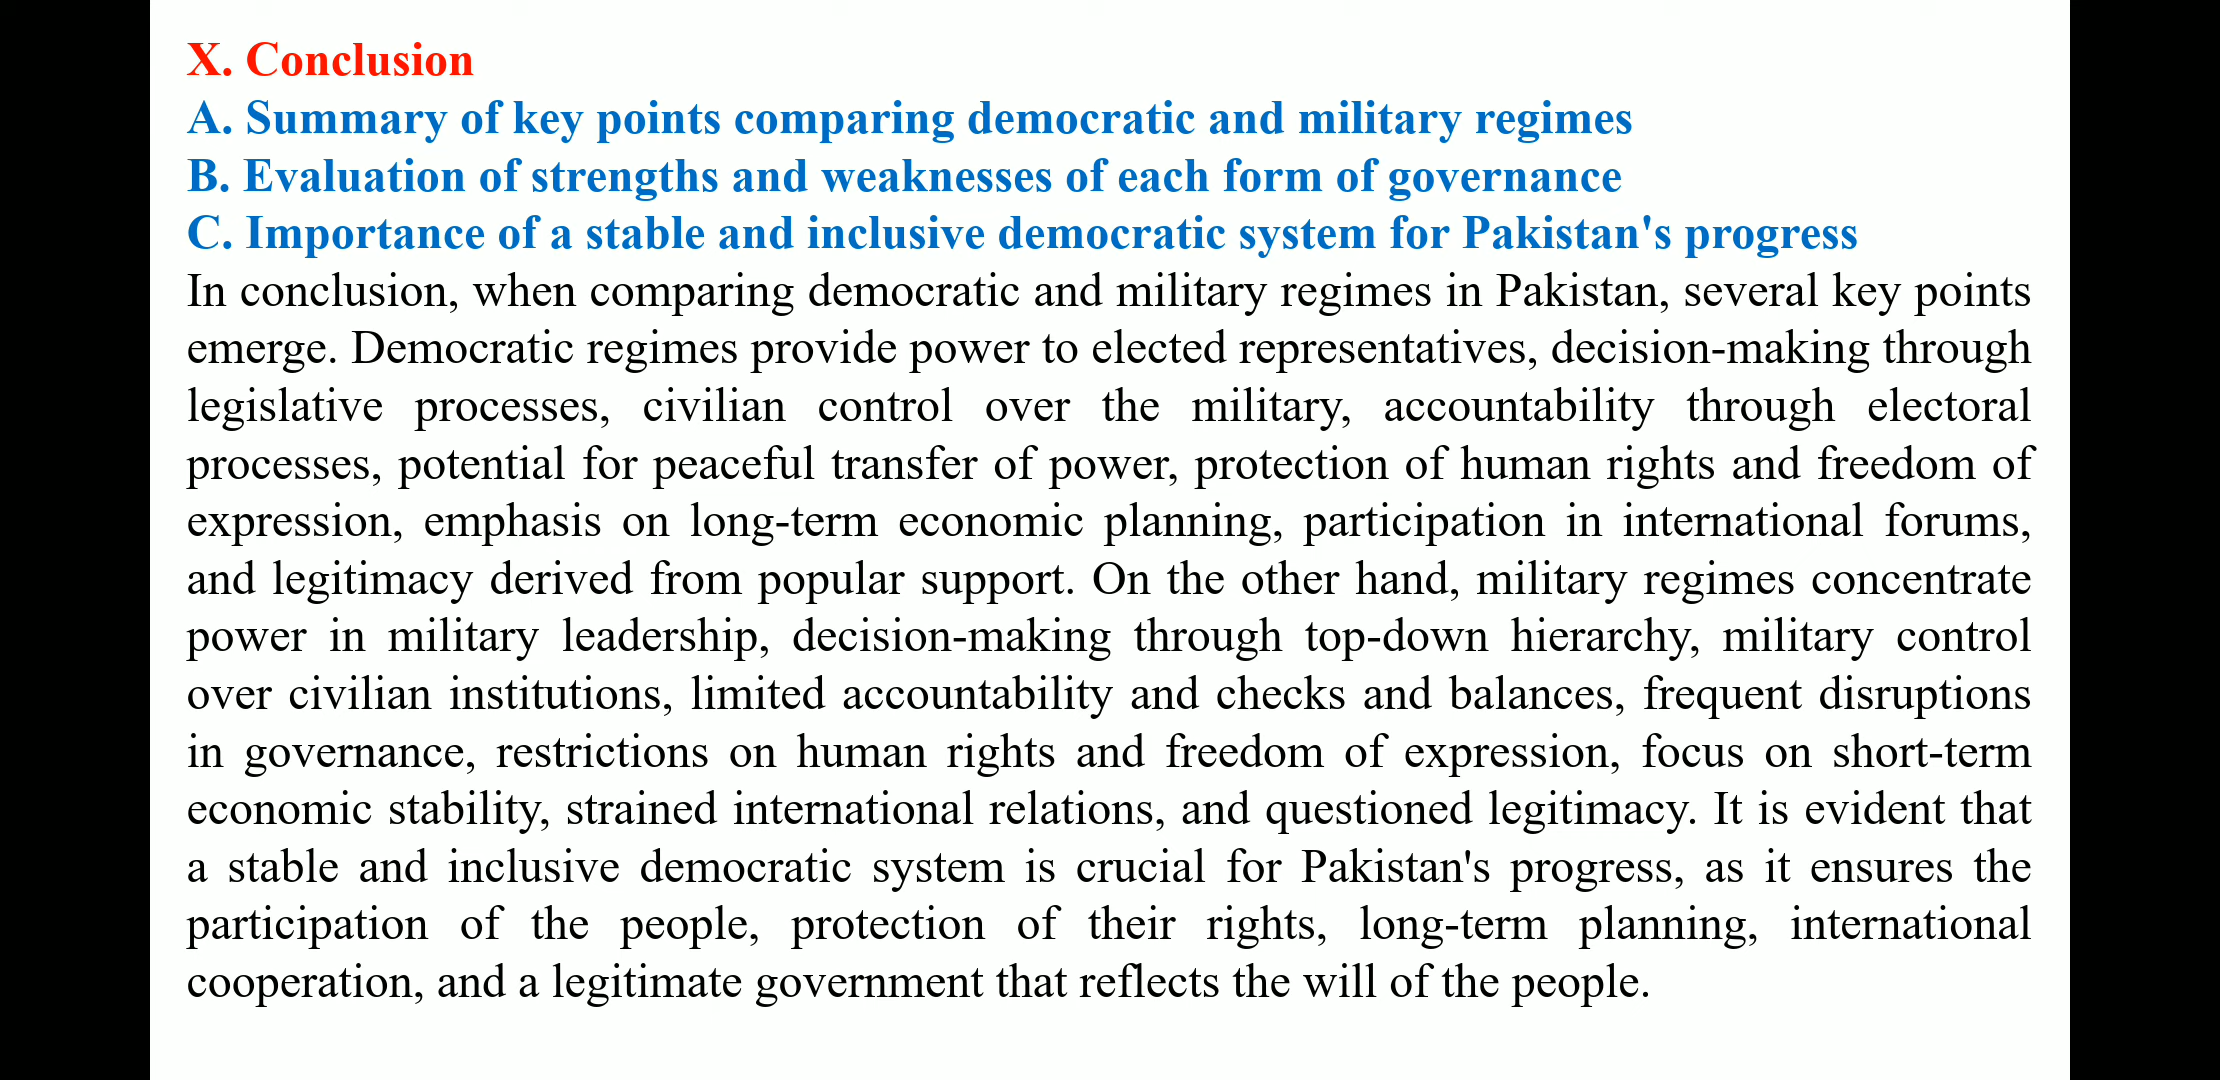 X. Conclusion
A. Summary of key points comparing democratic and military regimes
B. Evaluation of strengths and weaknesses of each form of governance
C. Importance of a stable and inclusive democratic system for Pakistan's progress
In conclusion, when comparing democratic and military regimes in Pakistan, several key points
emerge. Democratic regimes provide power to elected representatives, decision-making through
legislative processes, civilian control over the military, accountability through electoral
processes, potential for peaceful transfer of power, protection of human rights and freedom of
expression, emphasis on long-term economic planning, participation in international forums,
and legitimacy derived from popular support. On the other hand, military regimes concentrate
power in military leadership, decision-making through top-down hierarchy, military control
over civilian institutions, limited accountability and checks and balances, frequent disruptions
in governance, restrictions on human rights and freedom of expression, focus on short-term
economic stability, strained international relations, and questioned legitimacy. It is evident that
a stable and inclusive democratic system is crucial for Pakistan's progress, as it ensures the
participation of the people, protection of their rights, long-term planning, international
cooperation, and a legitimate government that reflects the will of the people.